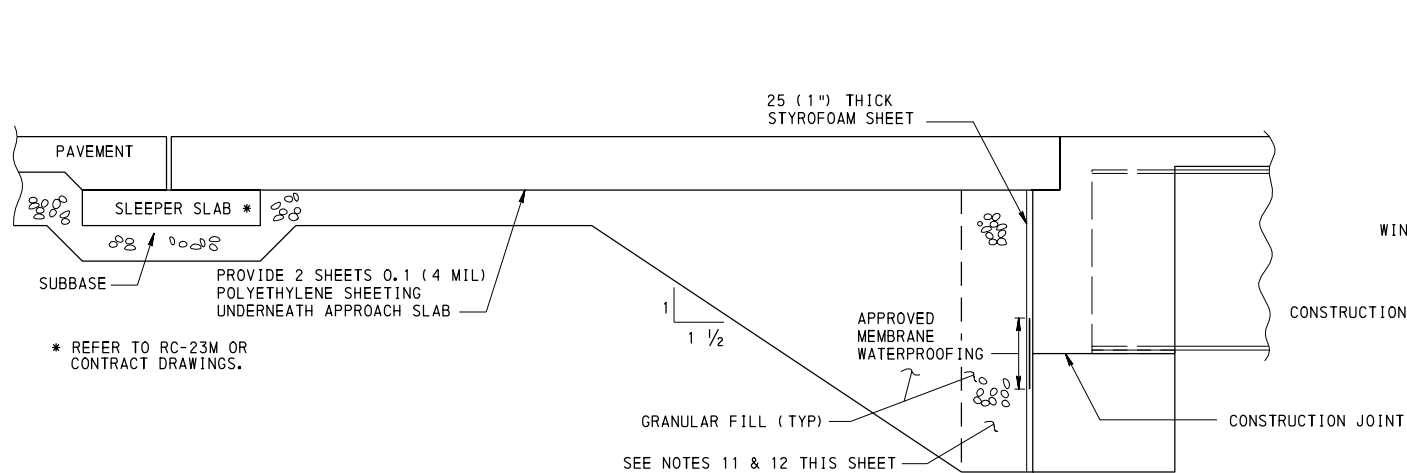 25 (1") THICK
STYROFOAM SHEET
PAVEMENT
SLEEPER SLAB *
WIN
SUBBASE
PROVIDE 2 SHEETS 0.1 (4 MIL)
POLYETHYLENE SHEETING
UNDERNEATH APPROACH SLAB
1
1 ½
CONSTRUCTION
APPROVED
MEMBRANE
WATERPROOFING
* REFER TO RC-23M OR
CONTRACT DRAWINGS.
GRANULAR FILL (TYP)
CONSTRUCTION JOINT
SEE NOTES 11 & 12 THIS SHEET